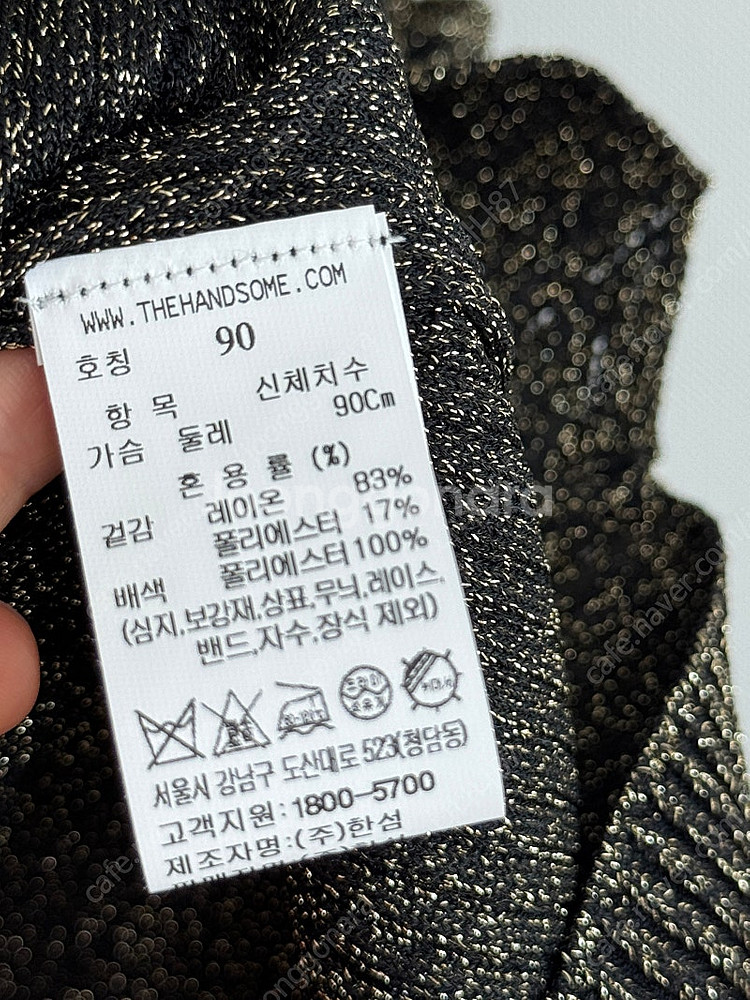 WWW.THEHANDSOME.COM
호칭 90
항 목 신체치수
가슴 둘레 90Cm
혼 용 률 (%)
겉감 레이온 83%
폴리에스터 17%
배색 폴리에스터 100%
(심지,보강재,상표,무늬,레이스,
밴드,자수,장식 제외)
서울시 강남구 도산대로 523(청담동)
고객지원:1800-5700
제조자명:(주)한섬